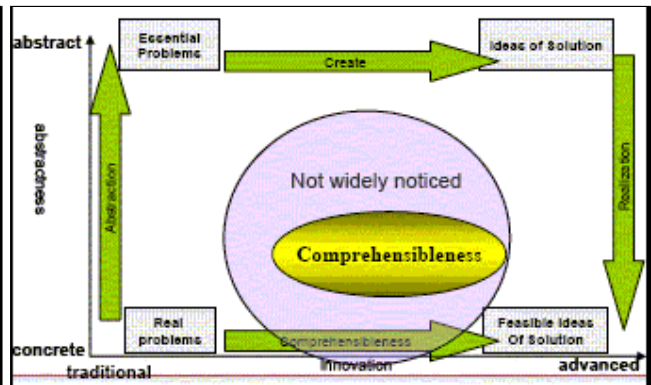 abstract
Essential
Problems
Create
Ideas of Solution
abstractness
Abstraction
Realization
Not widely noticed
Comprehensibleness
Real
problems
Comprehensibleness
Feasible Ideas
Of Solution
concrete
Innovation
traditional
advanced